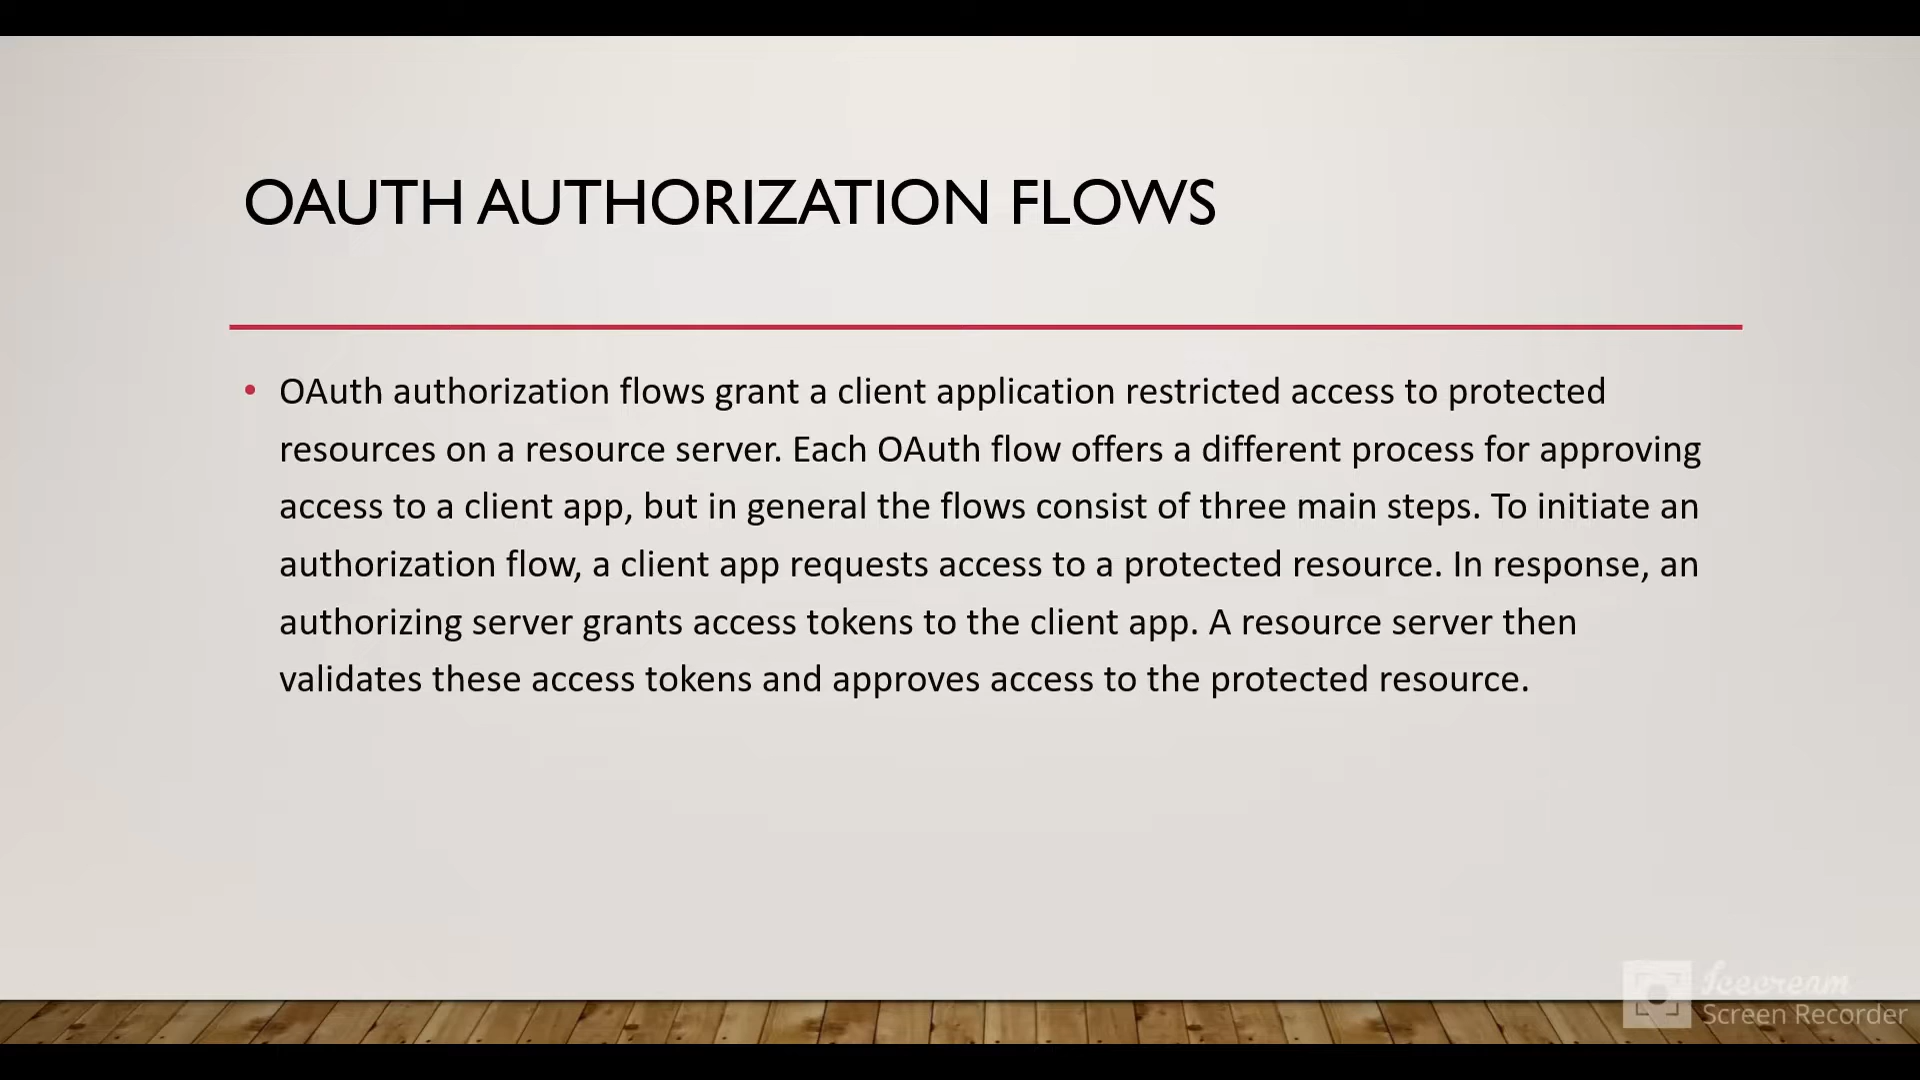 OAUTH AUTHORIZATION FLOWS
• OAuth authorization flows grant a client application restricted access to protected
resources on a resource server. Each OAuth flow offers a different process for approving
access to a client app, but in general the flows consist of three main steps. To initiate an
authorization flow, a client app requests access to a protected resource. In response, an
authorizing server grants access tokens to the client app. A resource server then
validates these access tokens and approves access to the protected resource.
Icecream
Screen Recorder